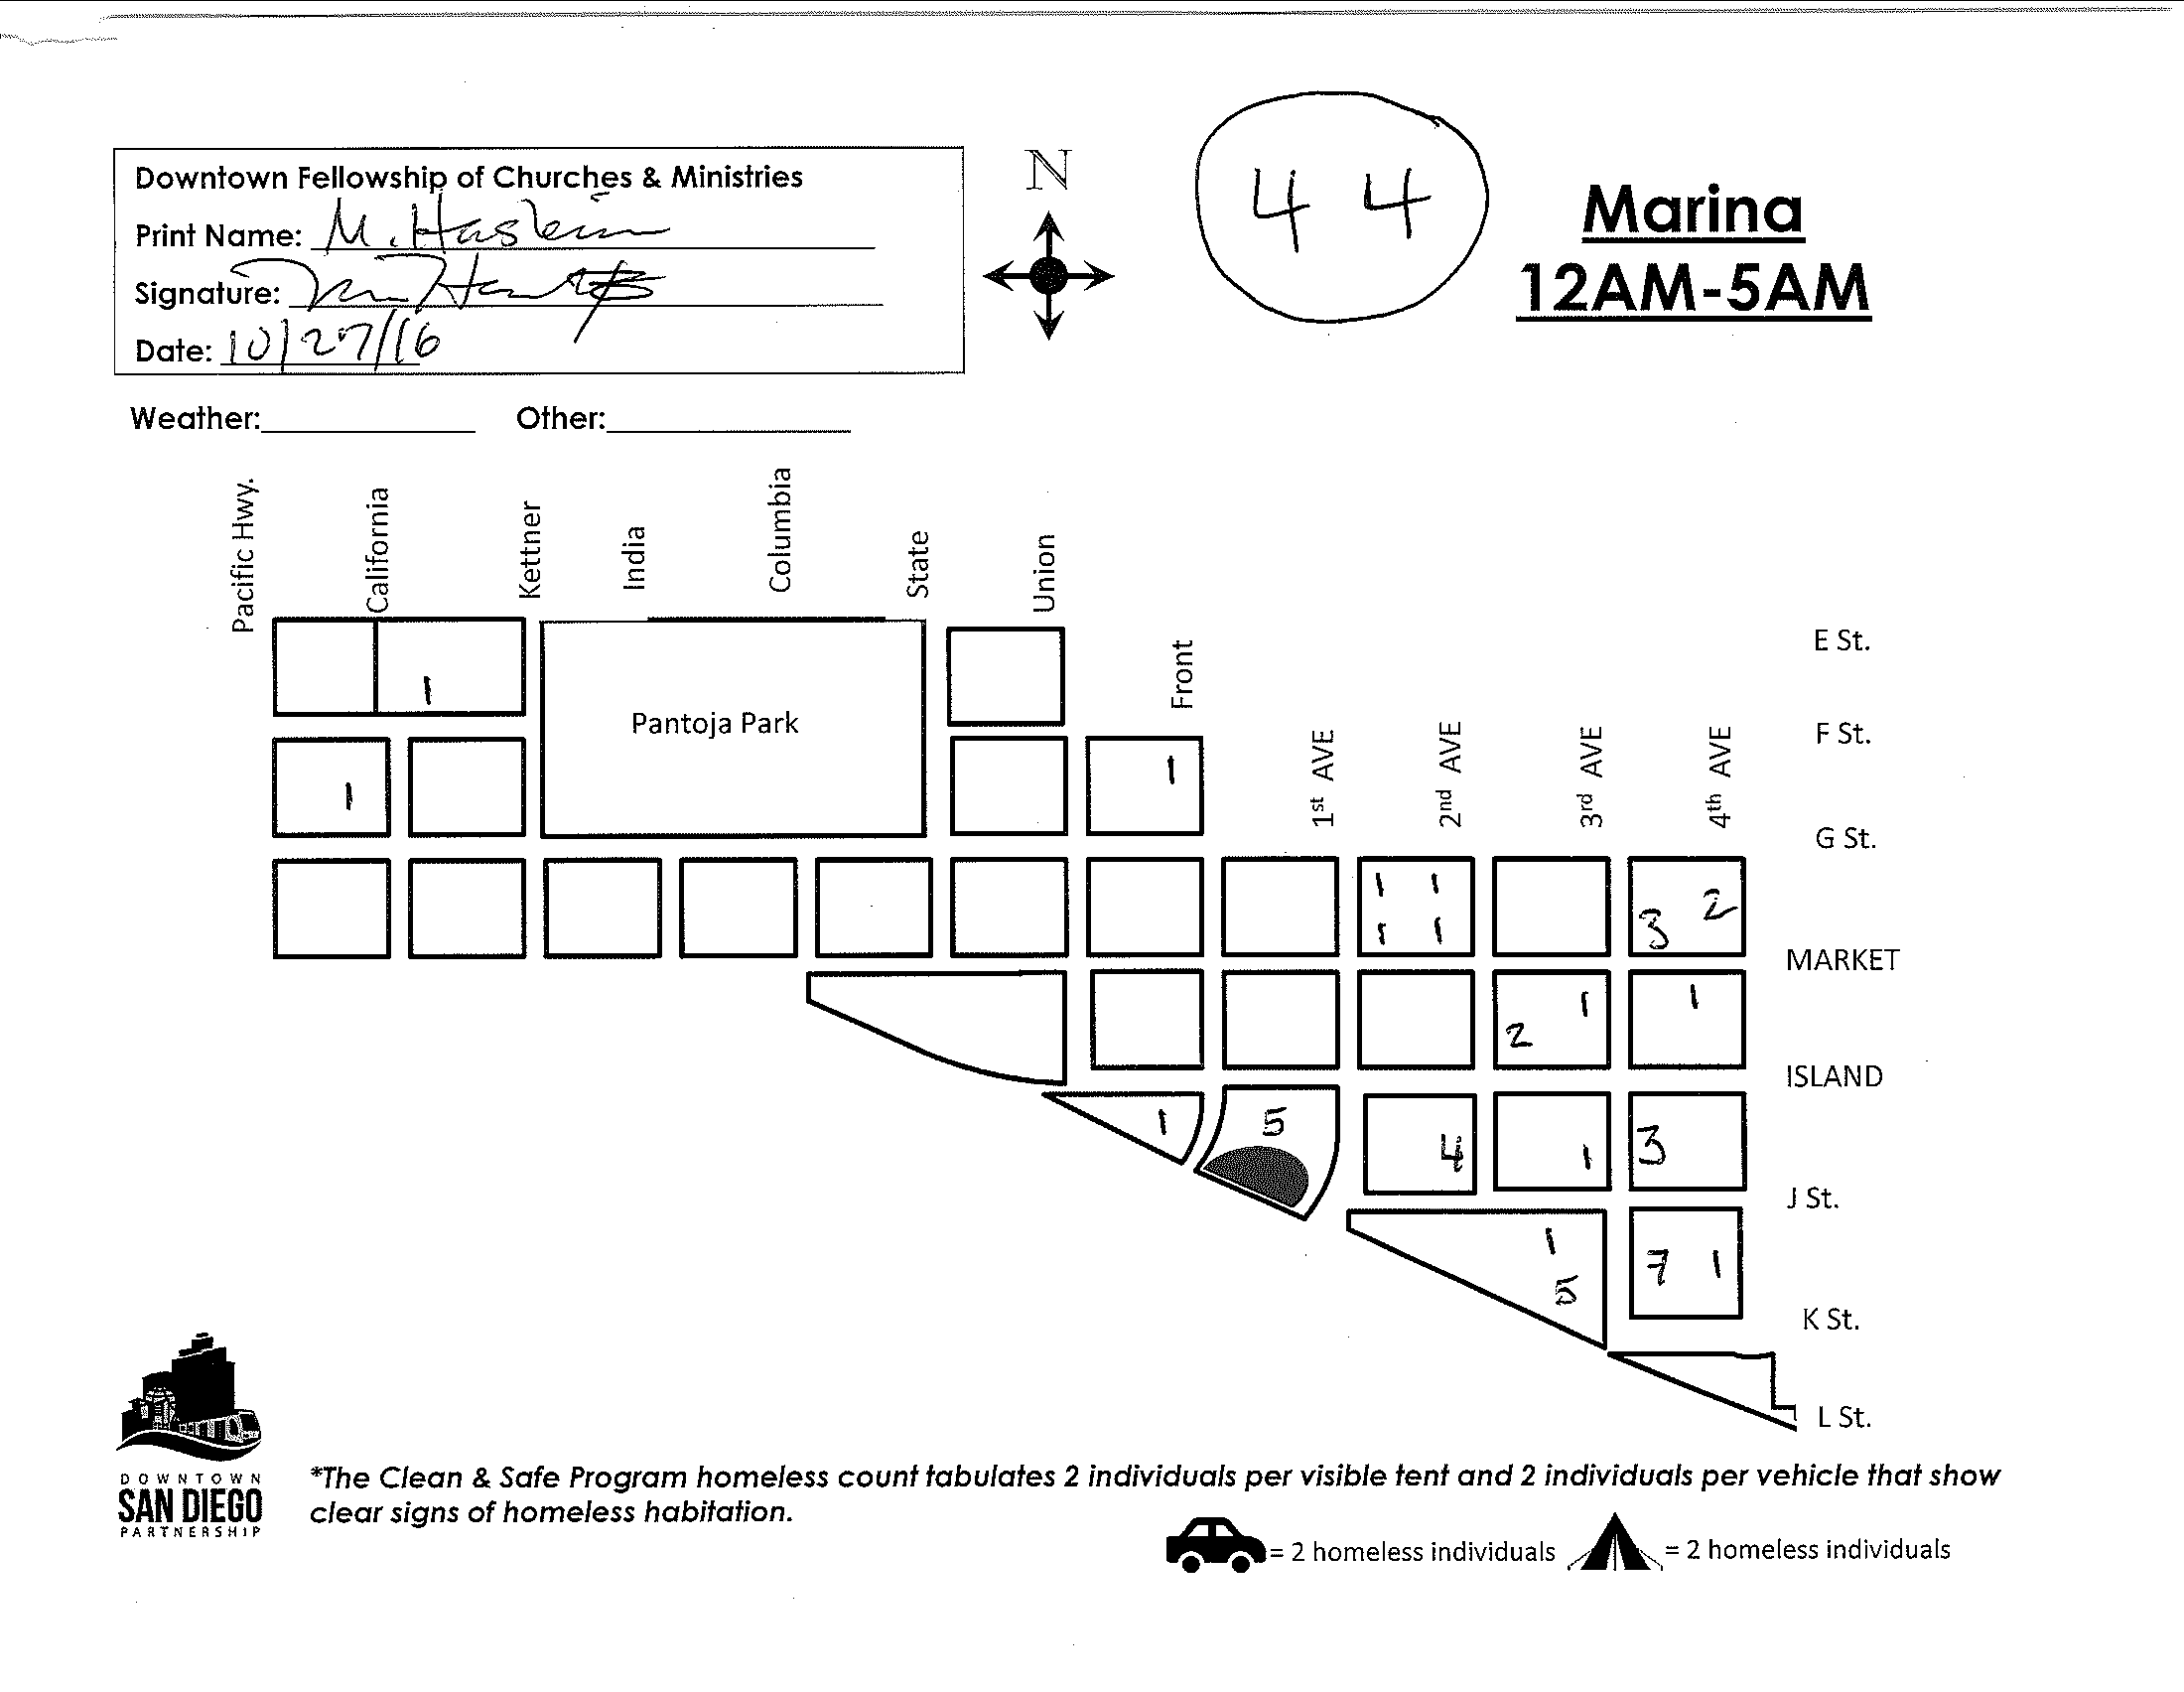 Downtown Fellowship of Churches & Ministries
Print Name: M. Haskin
Signature:
Date: 10/27/16
N
44
Marina
12AM-5AM
Weather: Other:
Pacific Hwy.
California
Kettner
India
Columbia
State
Union
Front
1st AVE
2nd AVE
3rd AVE
4th AVE
E St.
1
Pantoja Park
F St.
1
1
G St.
1 1
1 1
3 2
MARKET
2 1
1
ISLAND
1
5
4
1
3
J St.
1
5
7 1
K St.
L St.
DOWNTOWN
SAN DIEGO
PARTNERSHIP
*The Clean & Safe Program homeless count tabulates 2 individuals per visible tent and 2 individuals per vehicle that show
clear signs of homeless habitation.
= 2 homeless individuals = 2 homeless individuals